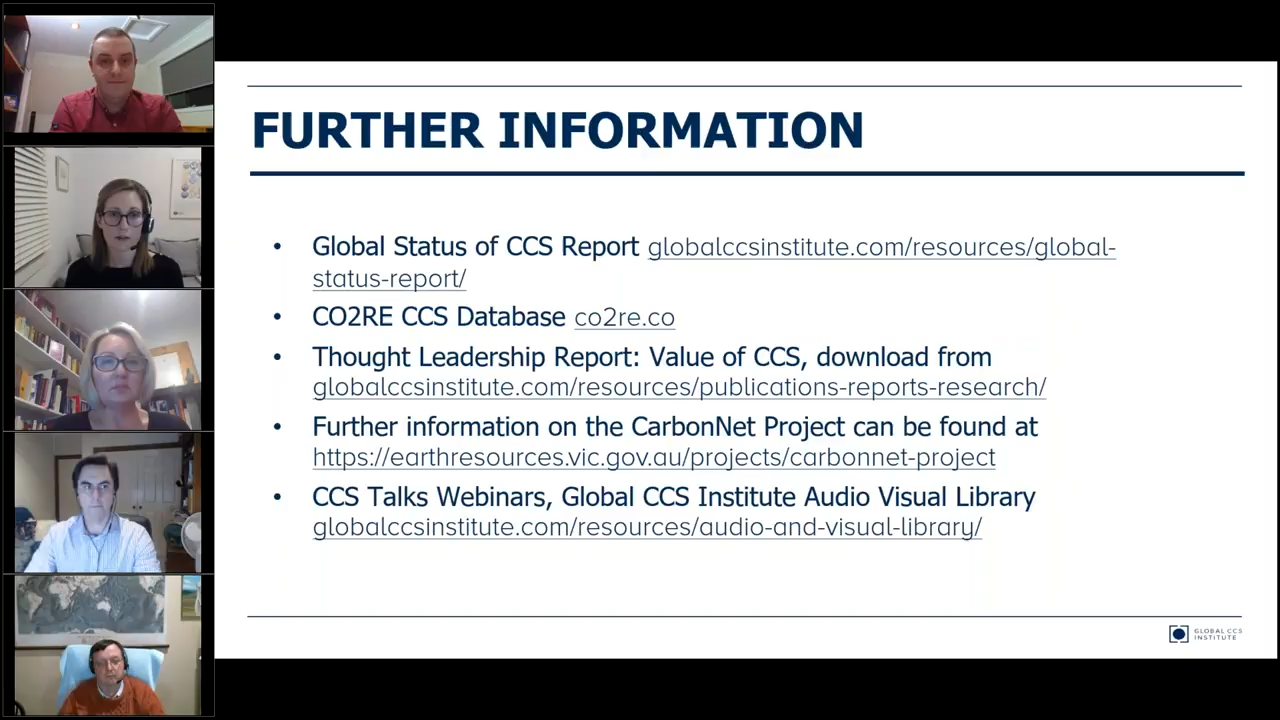 FURTHER INFORMATION
• Global Status of CCS Report globalccsinstitute.com/resources/global-
status-report/
• CO2RE CCS Database co2re.co
• Thought Leadership Report: Value of CCS, download from
globalccsinstitute.com/resources/publications-reports-research/
• Further information on the CarbonNet Project can be found at
https://earthresources.vic.gov.au/projects/carbonnet-project
• CCS Talks Webinars, Global CCS Institute Audio Visual Library
globalccsinstitute.com/resources/audio-and-visual-library/
GLOBAL CCS
INSTITUTE